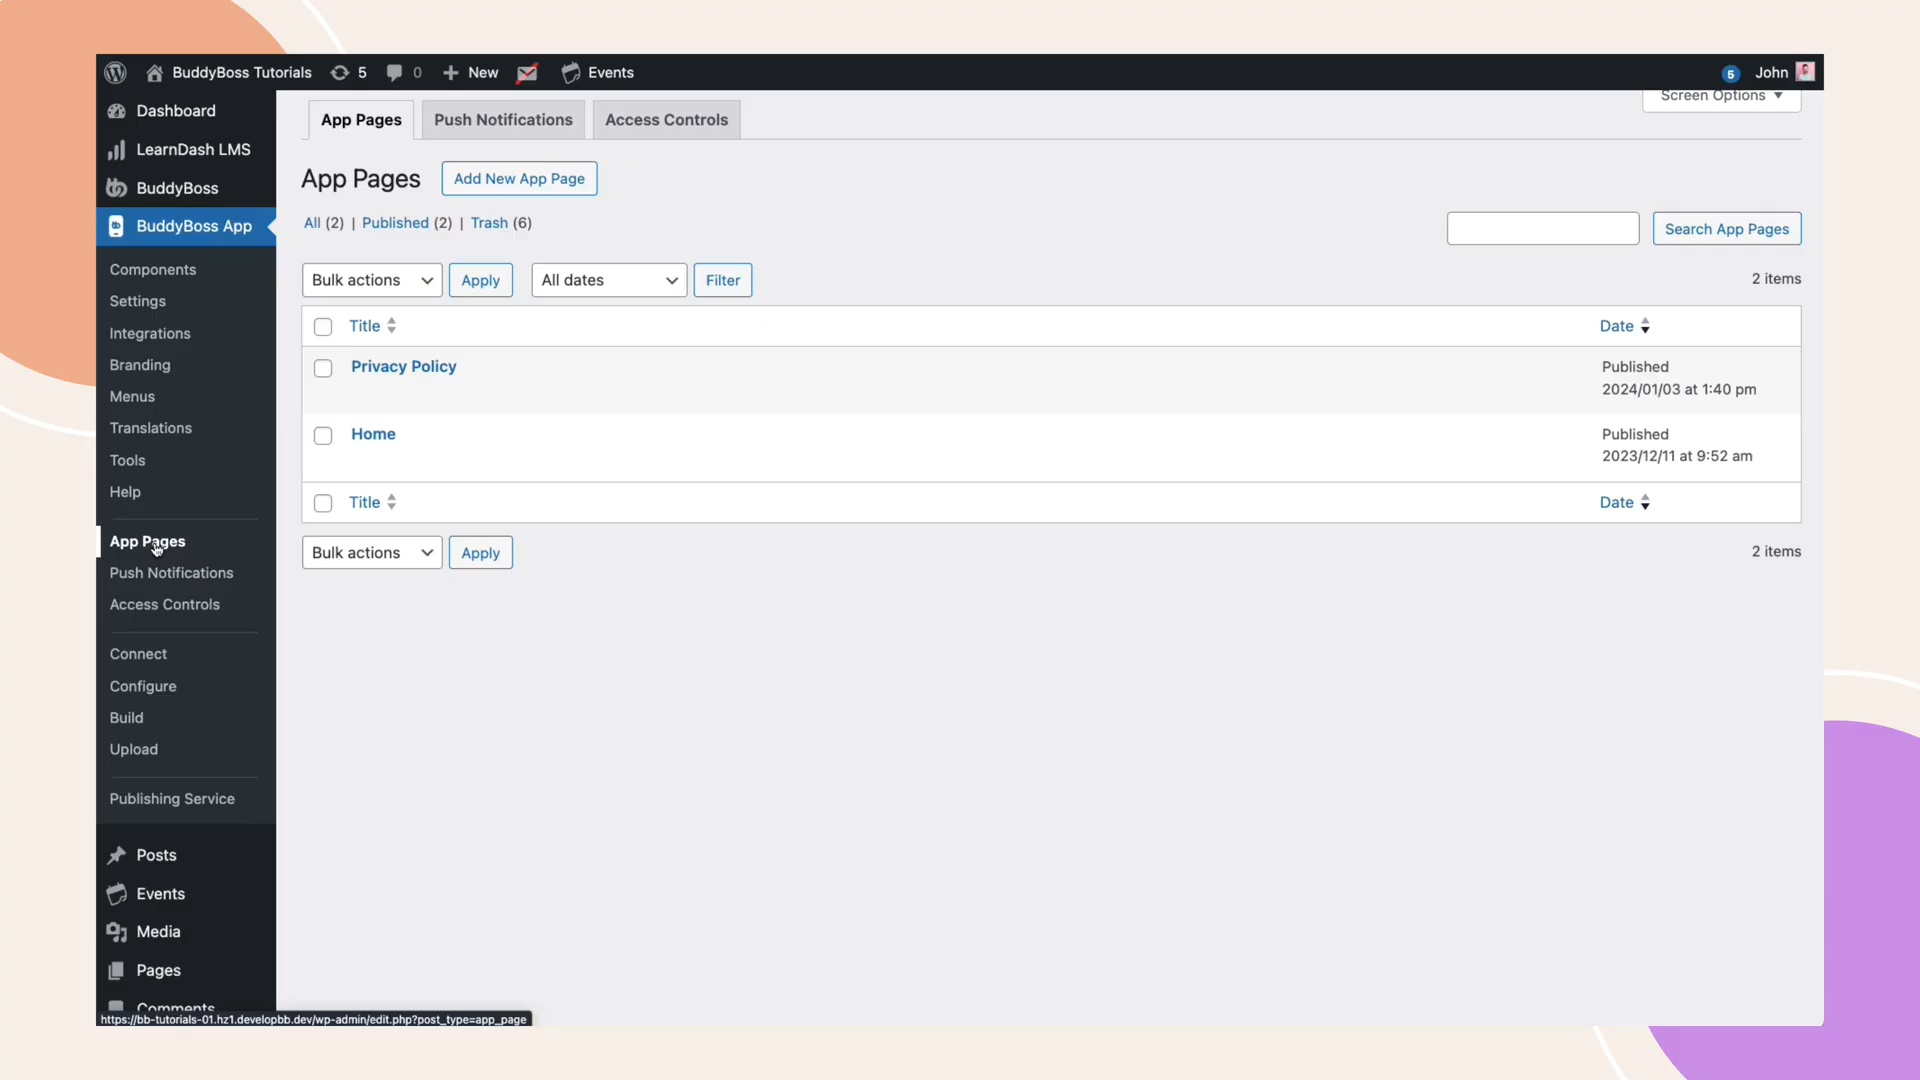 BuddyBoss Tutorials 5 0 New Events 5 John
Dashboard
LearnDash LMS
BuddyBoss
BuddyBoss App
Components
Settings
Integrations
Branding
Menus
Translations
Tools
Help
App Pages
Push Notifications
Access Controls
Connect
Configure
Build
Upload
Publishing Service
Posts
Events
Media
Pages
Comments
Screen Options
App Pages Push Notifications Access Controls
App Pages Add New App Page
All (2) | Published (2) | Trash (6)
Search App Pages
Bulk actions Apply All dates Filter 2 items
Title Date
Privacy Policy Published
2024/01/03 at 1:40 pm
Home Published
2023/12/11 at 9:52 am
Title Date
Bulk actions Apply 2 items
https://bb-tutorials-01.hz1.developbb.dev/wp-admin/edit.php?post_type=app_page